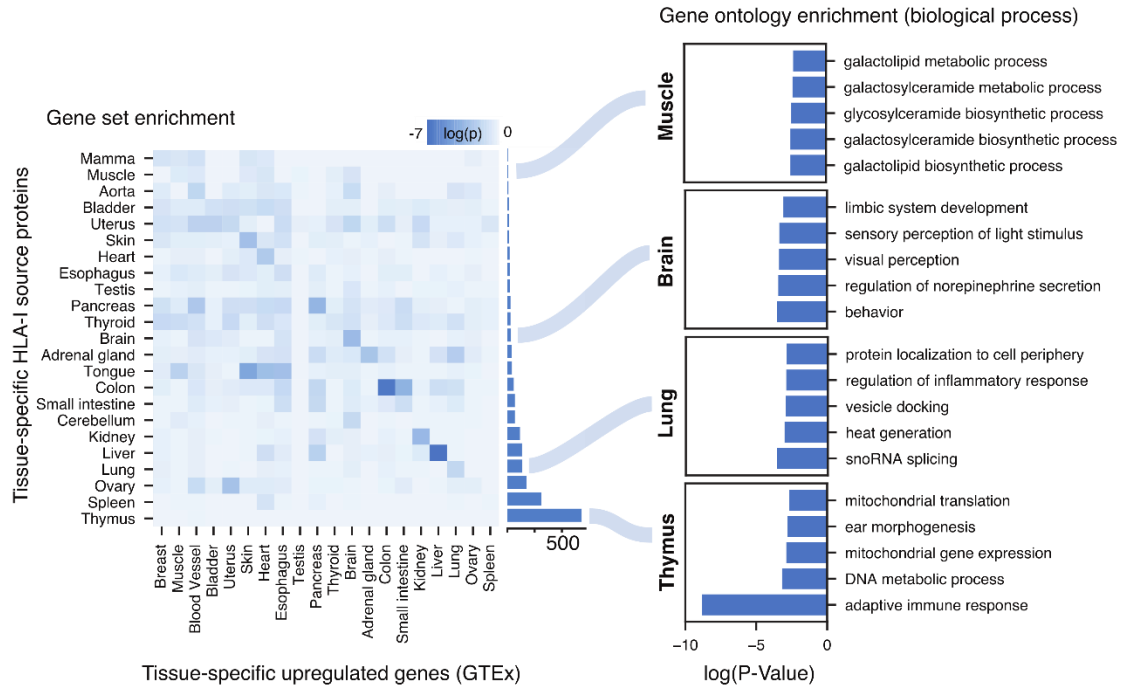 Gene ontology enrichment (biological process)
Gene set enrichment
-7
log(p)
0
Tissue-specific HLA-I source proteins
Mamma
Muscle
Aorta
Bladder
Uterus
Skin
Heart
Esophagus
Testis
Pancreas
Thyroid
Brain
Adrenal gland
Tongue
Colon
Small intestine
Cerebellum
Kidney
Liver
Lung
Ovary
Spleen
Thymus
500
Breast
Muscle
Blood Vessel
Bladder
Uterus
Skin
Heart
Esophagus
Testis
Pancreas
Thyroid
Brain
Adrenal gland
Colon
Small intestine
Kidney
Liver
Lung
Ovary
Spleen
Tissue-specific upregulated genes (GTEx)
Muscle
galactolipid metabolic process
galactosylceramide metabolic process
glycosylceramide biosynthetic process
galactosylceramide biosynthetic process
galactolipid biosynthetic process
Brain
limbic system development
sensory perception of light stimulus
visual perception
regulation of norepinephrine secretion
behavior
Lung
protein localization to cell periphery
regulation of inflammatory response
vesicle docking
heat generation
snoRNA splicing
Thymus
mitochondrial translation
ear morphogenesis
mitochondrial gene expression
DNA metabolic process
adaptive immune response
−10
−5
0
log(P-Value)